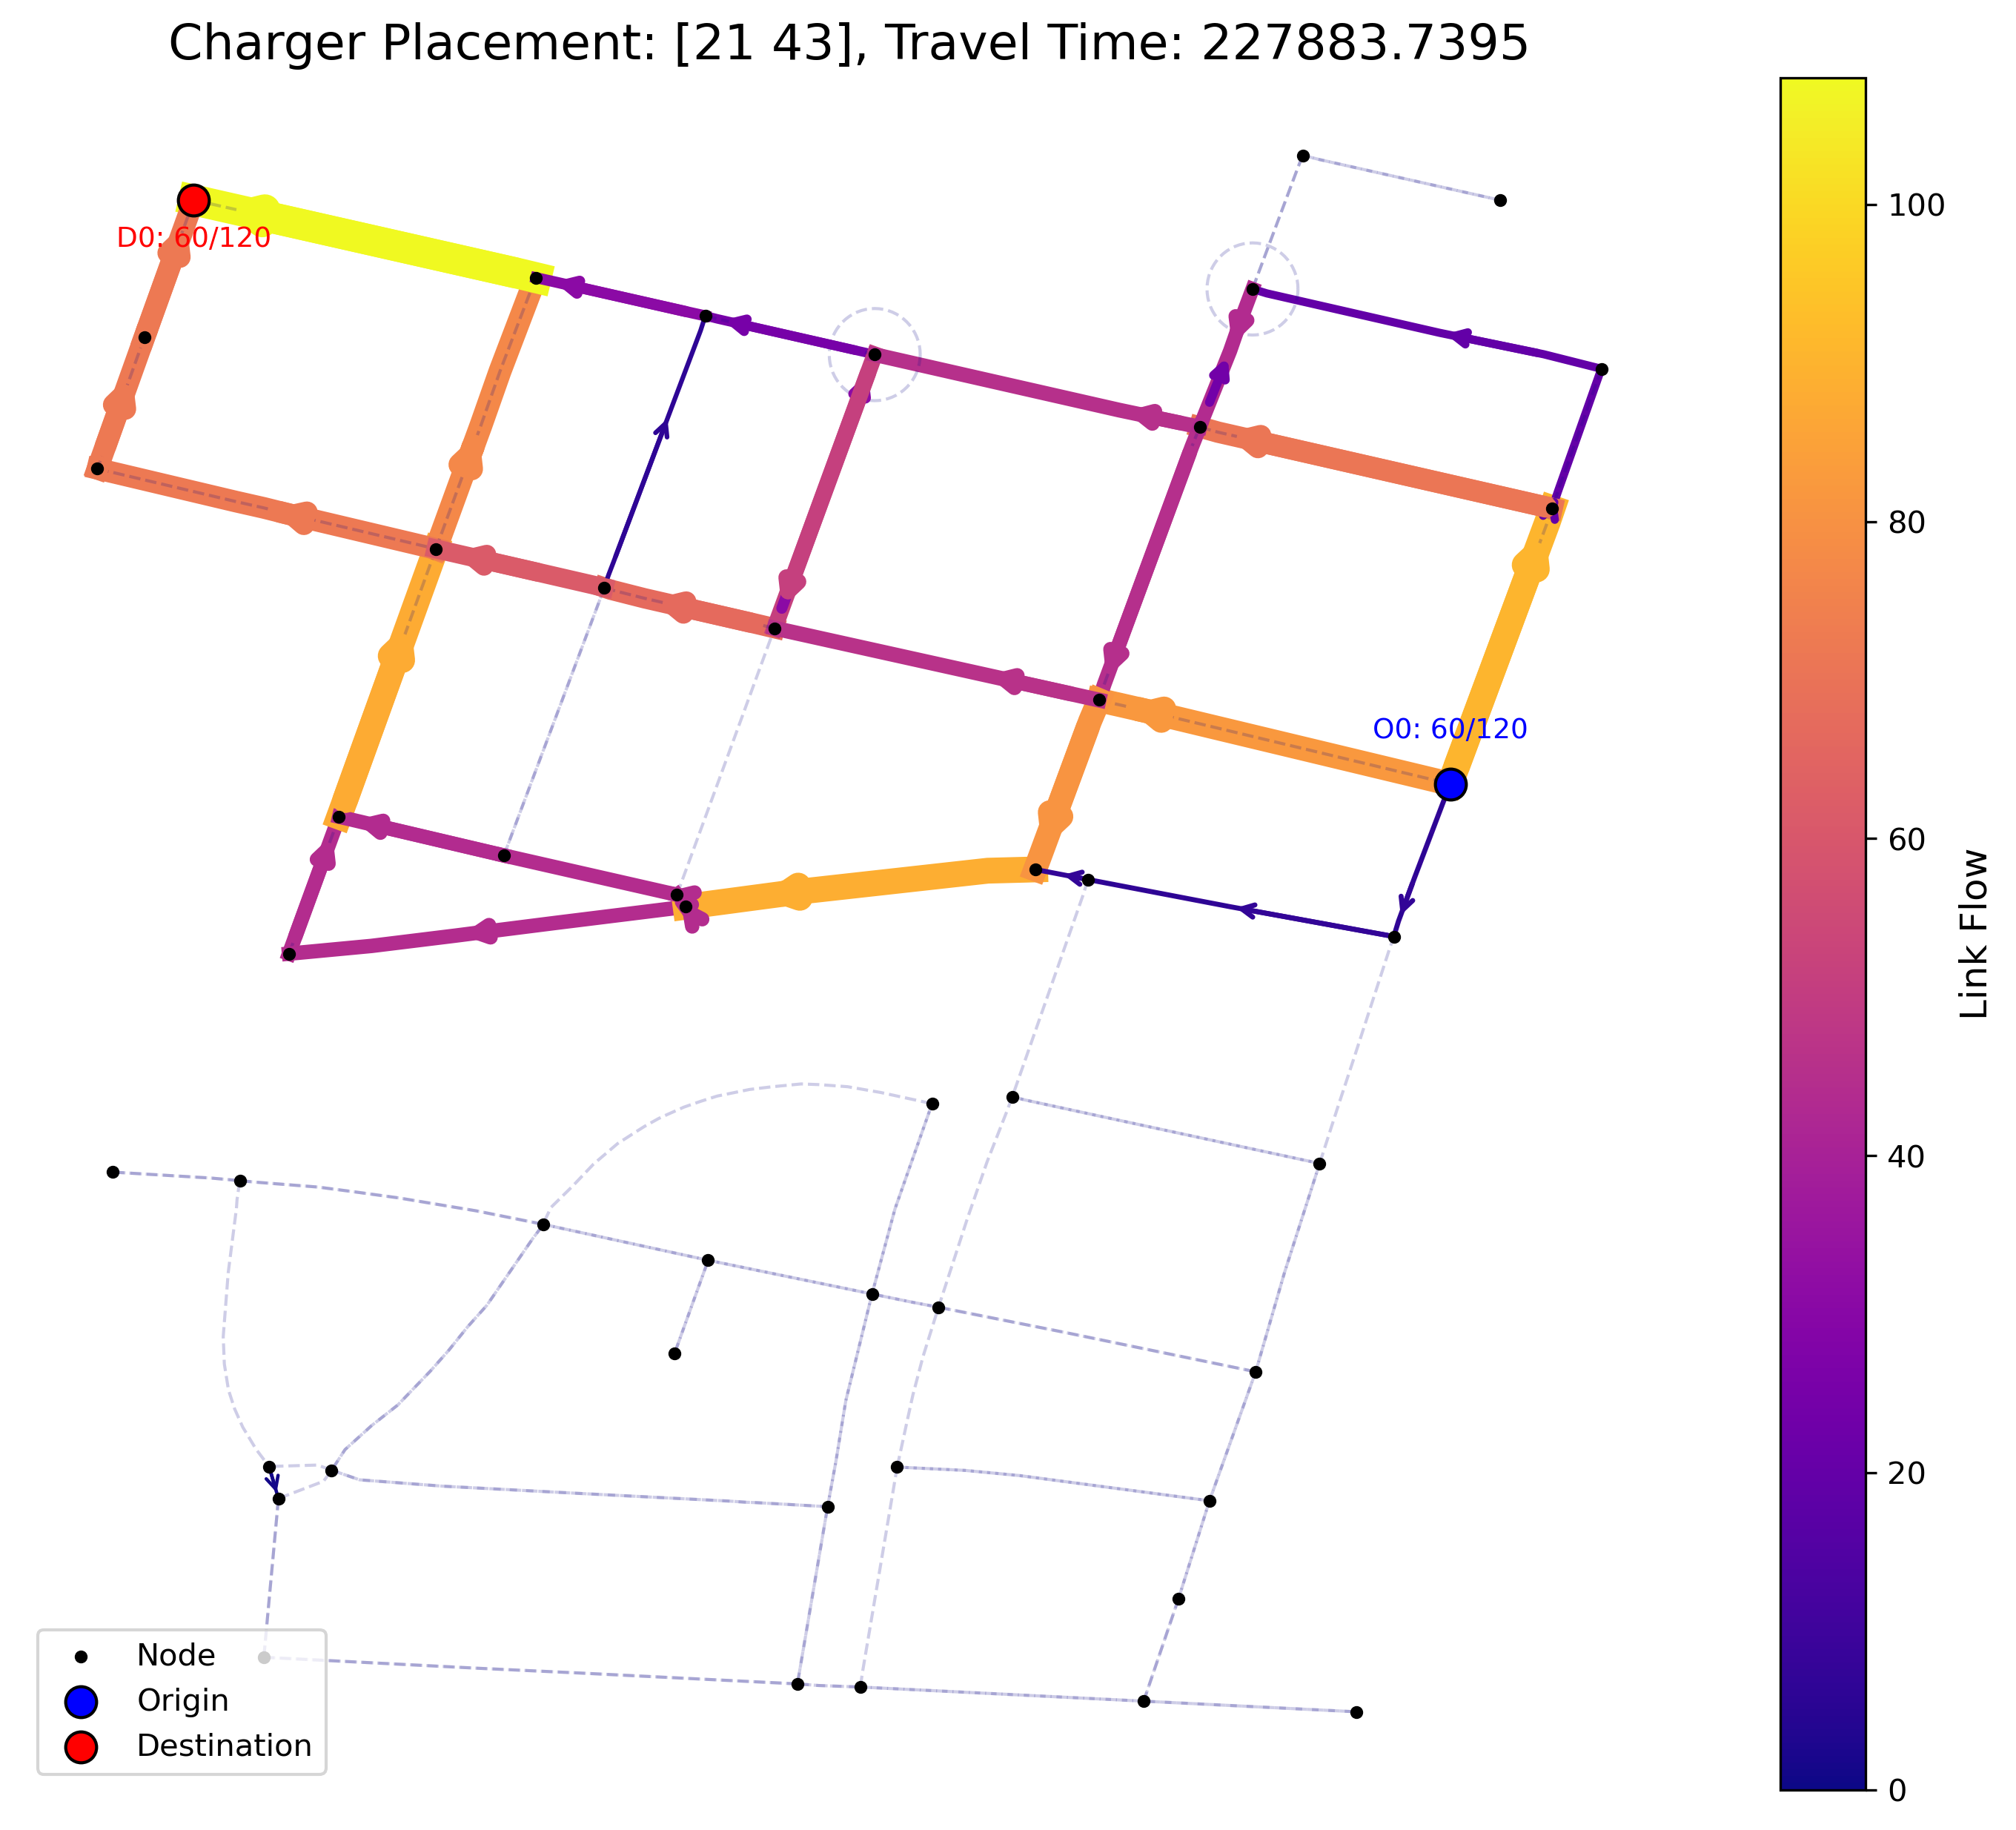 Charger Placement: [21 43], Travel Time: 227883.7395
D0: 60/120
O0: 60/120
100
80
60
40
20
0
Link Flow
Node
Origin
Destination